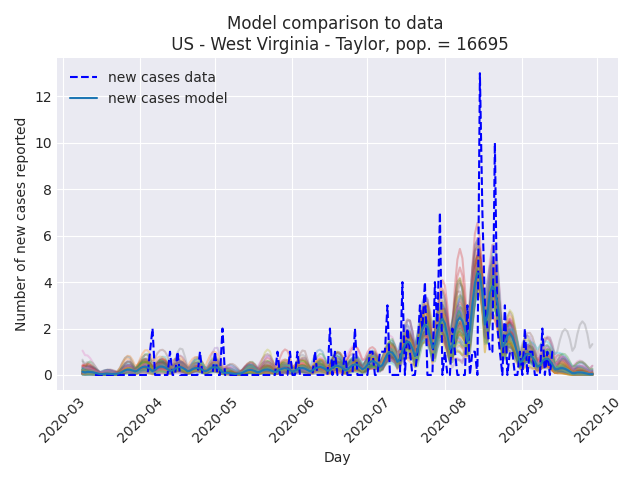 Model comparison to data
US - West Virginia - Taylor, pop. = 16695
new cases data
new cases model
Number of new cases reported
12
10
8
6
4
2
0
2020-03
2020-04
2020-05
2020-06
2020-07
2020-08
2020-09
2020-10
Day